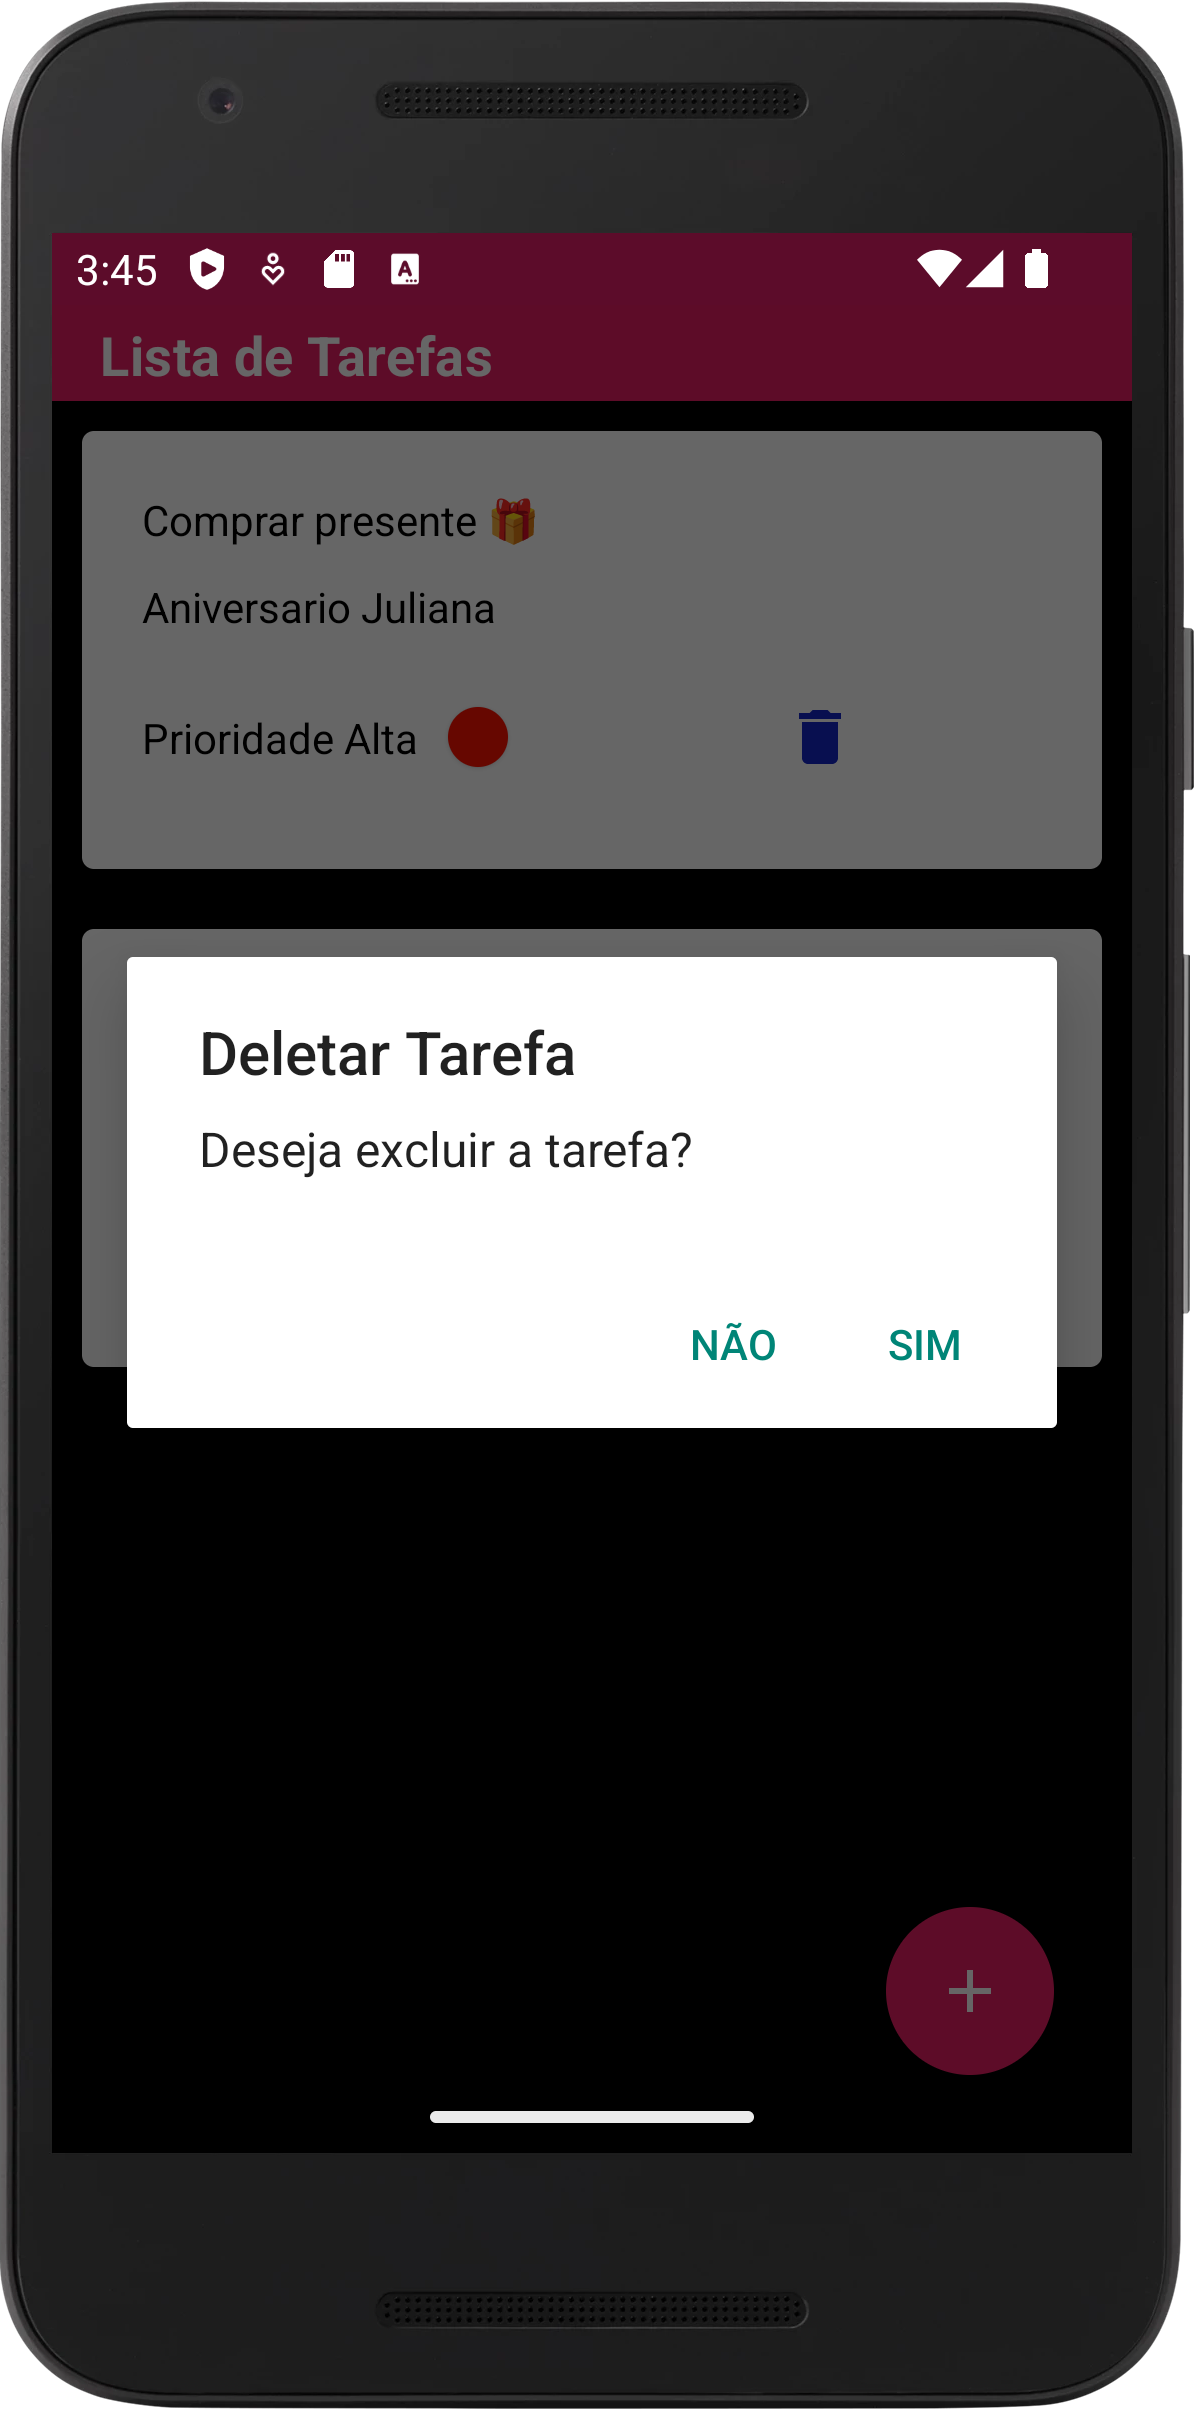 3:45
Lista de Tarefas
Comprar presente 🎁
Aniversario Juliana
Prioridade Alta
Deletar Tarefa
Deseja excluir a tarefa?
NÃO SIM